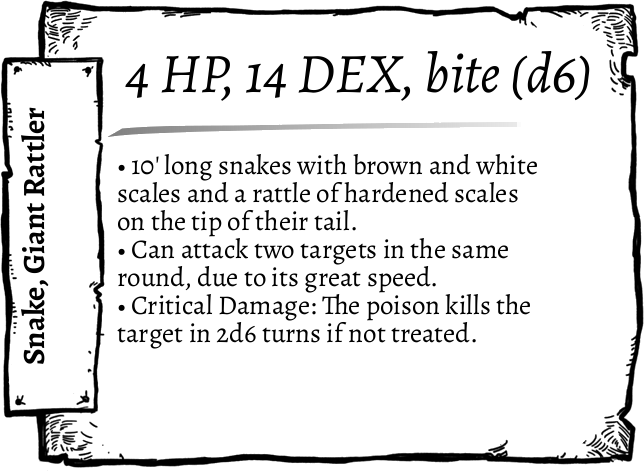 Snake, Giant Rattler
4 HP, 14 DEX, bite (d6)
• 10' long snakes with brown and white
scales and a rattle of hardened scales
on the tip of their tail.
• Can attack two targets in the same
round, due to its great speed.
• Critical Damage: The poison kills the
target in 2d6 turns if not treated.